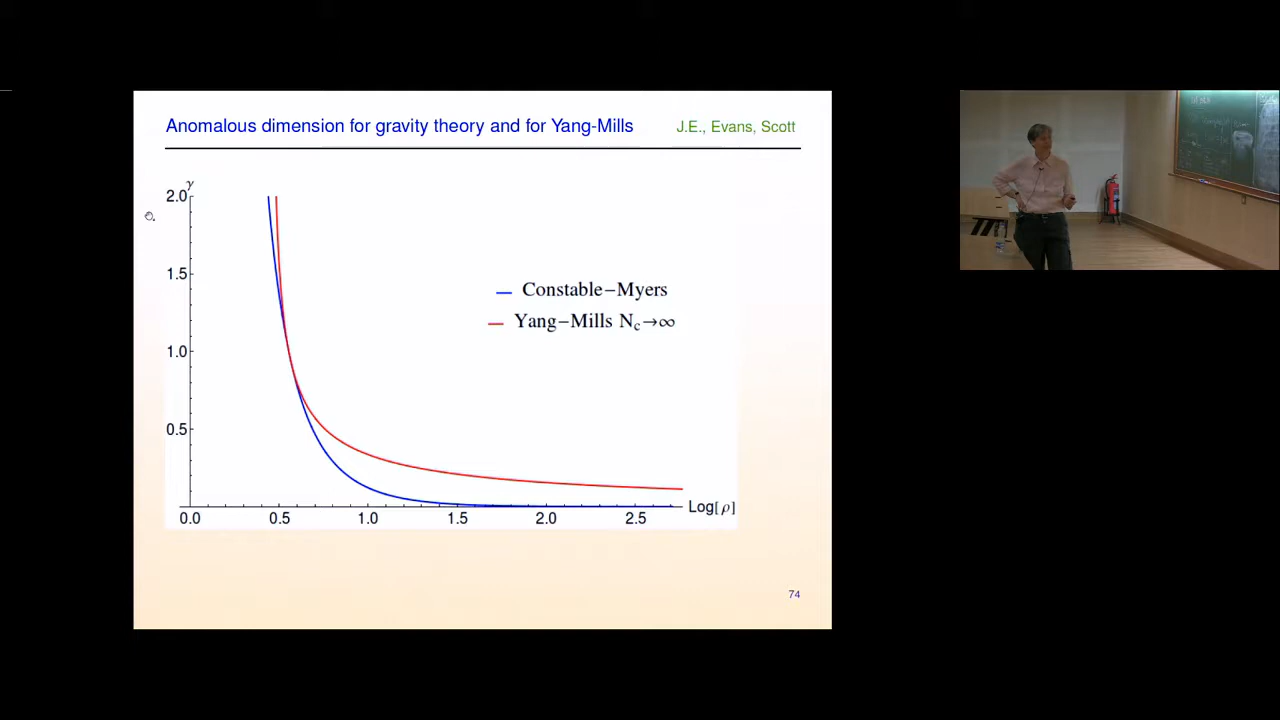 Anomalous dimension for gravity theory and for Yang-Mills J.E., Evans, Scott
γ
2.0
1.5
1.0
0.5
Constable−Myers
Yang−Mills Nc→∞
0.0 0.5 1.0 1.5 2.0 2.5 Log[ρ]
74